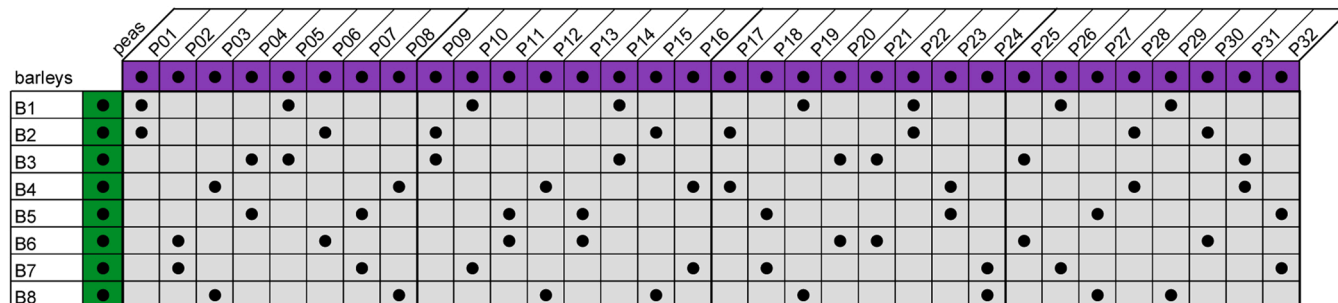 peas P01 P02 P03 P04 P05 P06 P07 P08 P09 P10 P11 P12 P13 P14 P15 P16 P17 P18 P19 P20 P21 P22 P23 P24 P25 P26 P27 P28 P29 P30 P31 P32
barleys
B1
B2
B3
B4
B5
B6
B7
B8